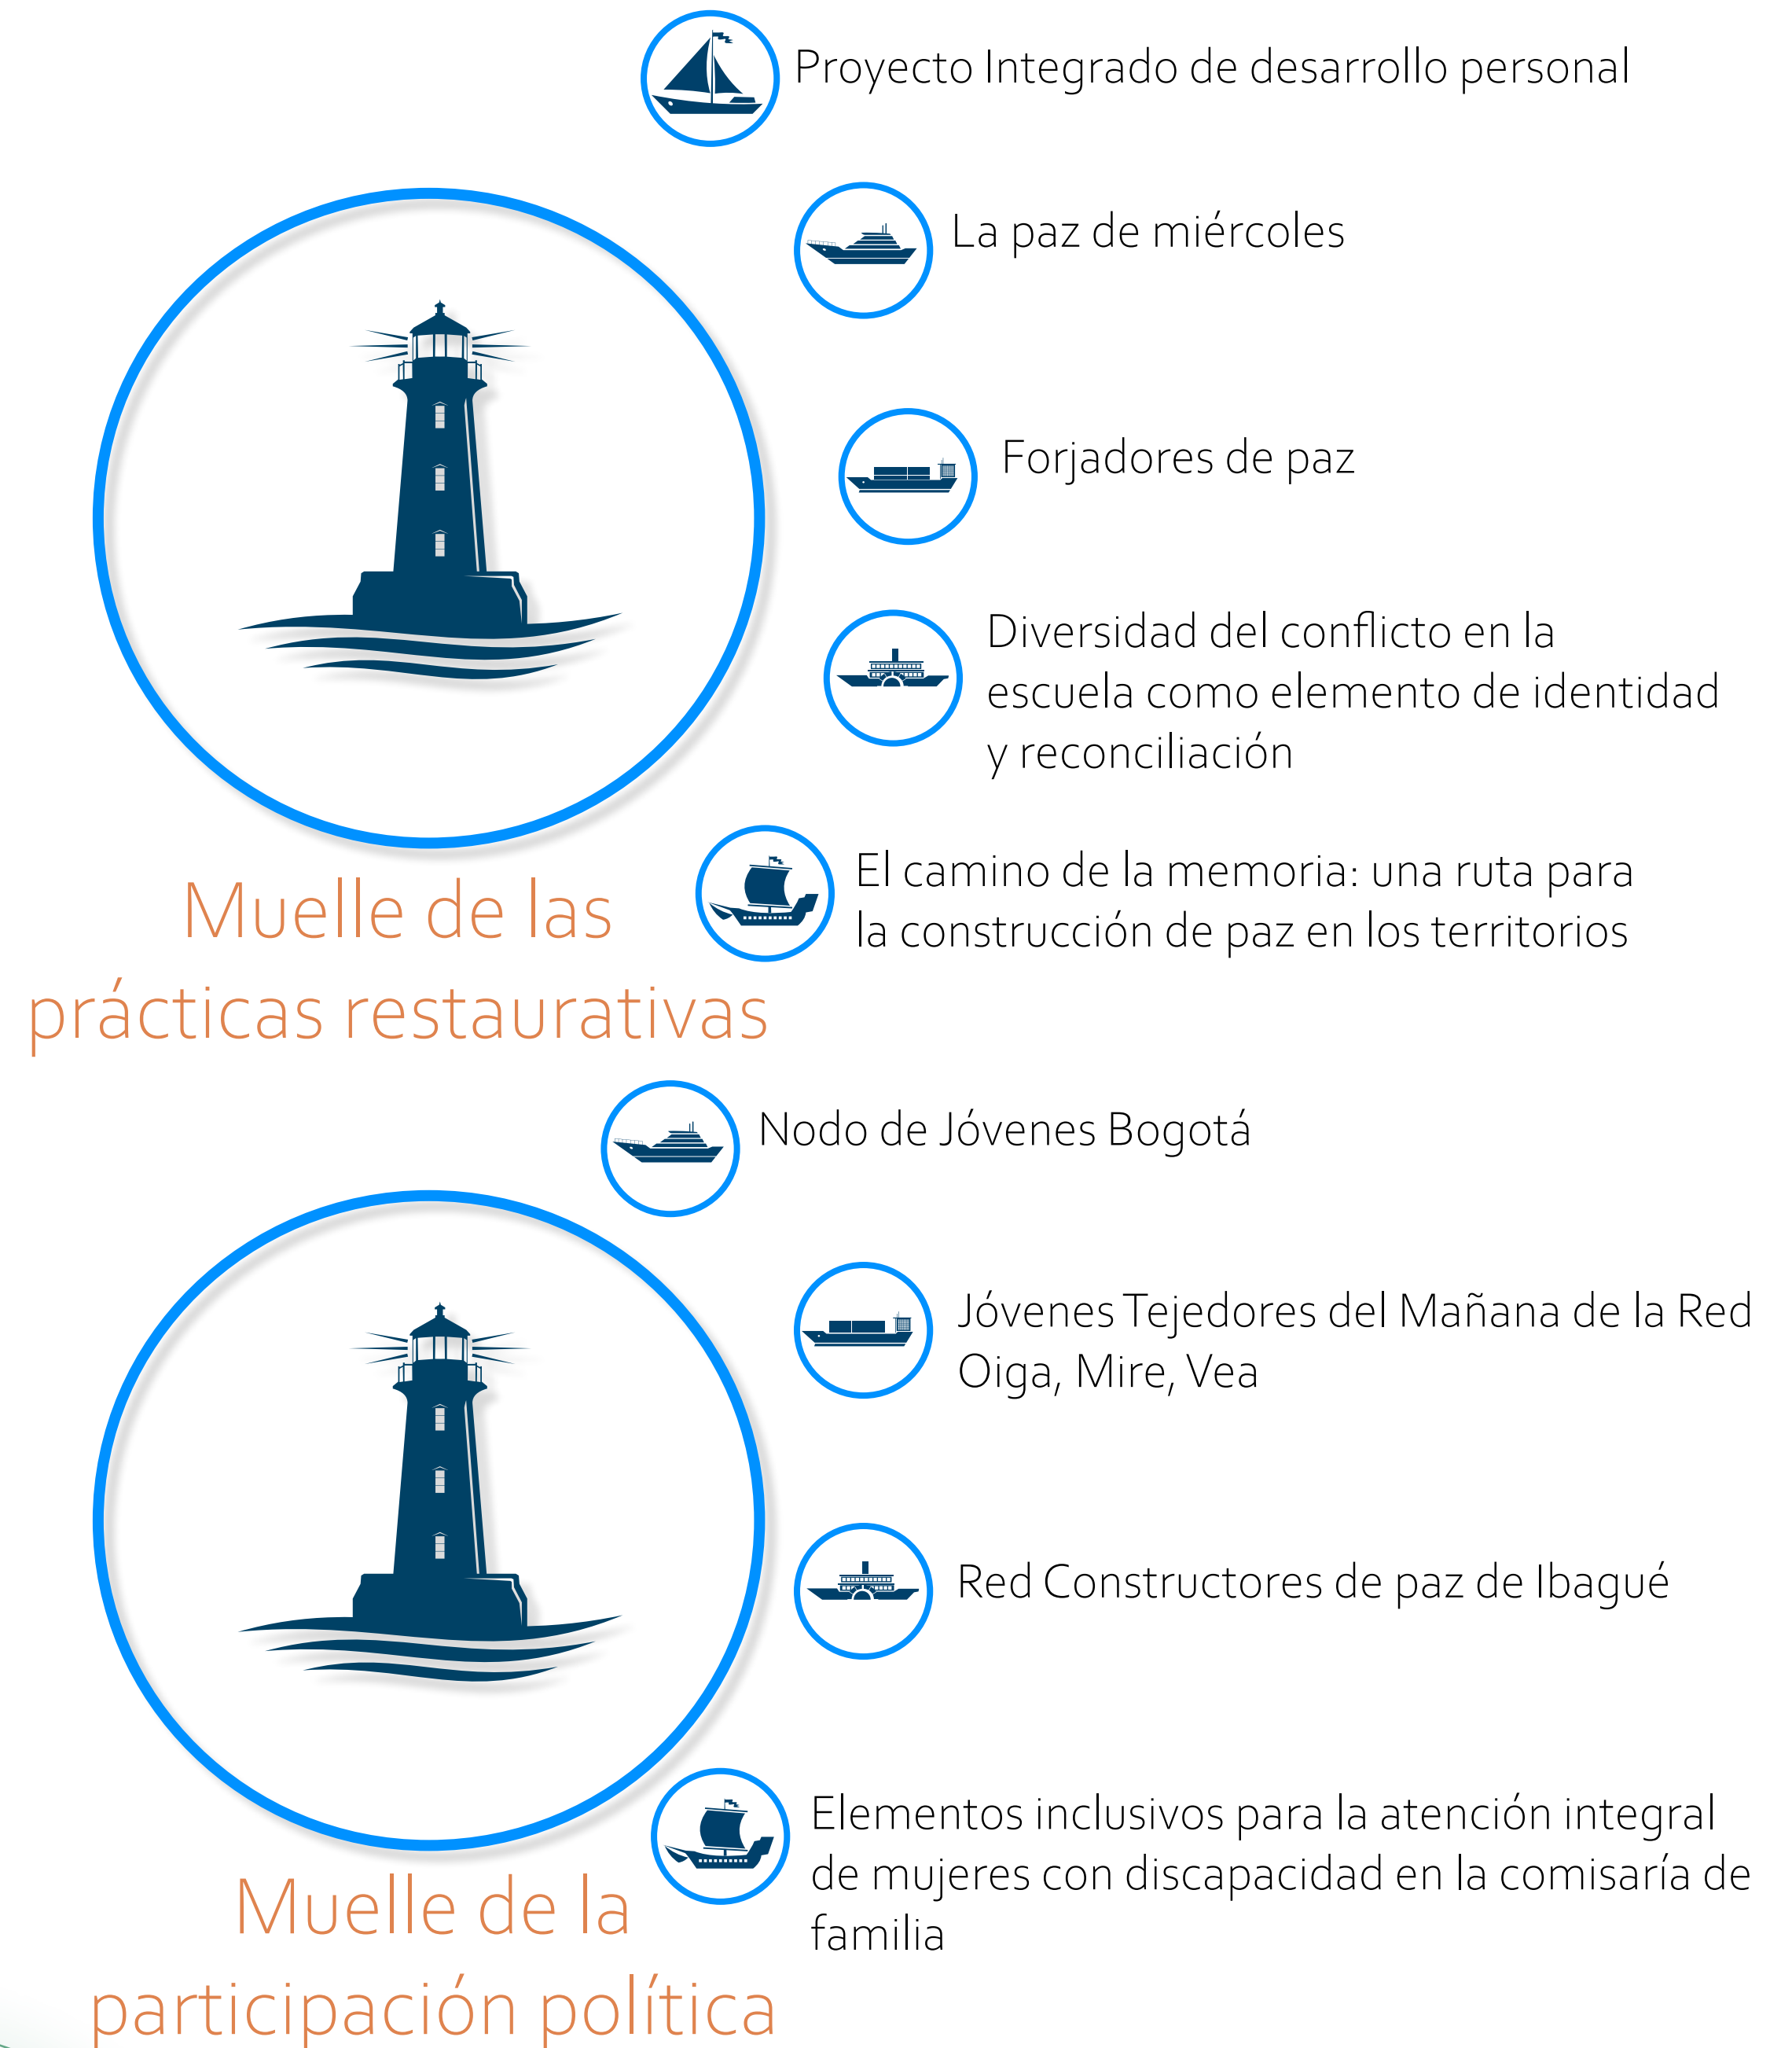 Proyecto Integrado de desarrollo personal
La paz de miércoles
Forjadores de paz
Diversidad del conflicto en la
escuela como elemento de identidad
y reconciliación
El camino de la memoria: una ruta para
la construcción de paz en los territorios
Muelle de las
prácticas restaurativas
Nodo de Jóvenes Bogotá
Jóvenes Tejedores del Mañana de la Red
Oiga, Mire, Vea
Red Constructores de paz de Ibagué
Elementos inclusivos para la atención integral
de mujeres con discapacidad en la comisaría de
familia
Muelle de la
participación política